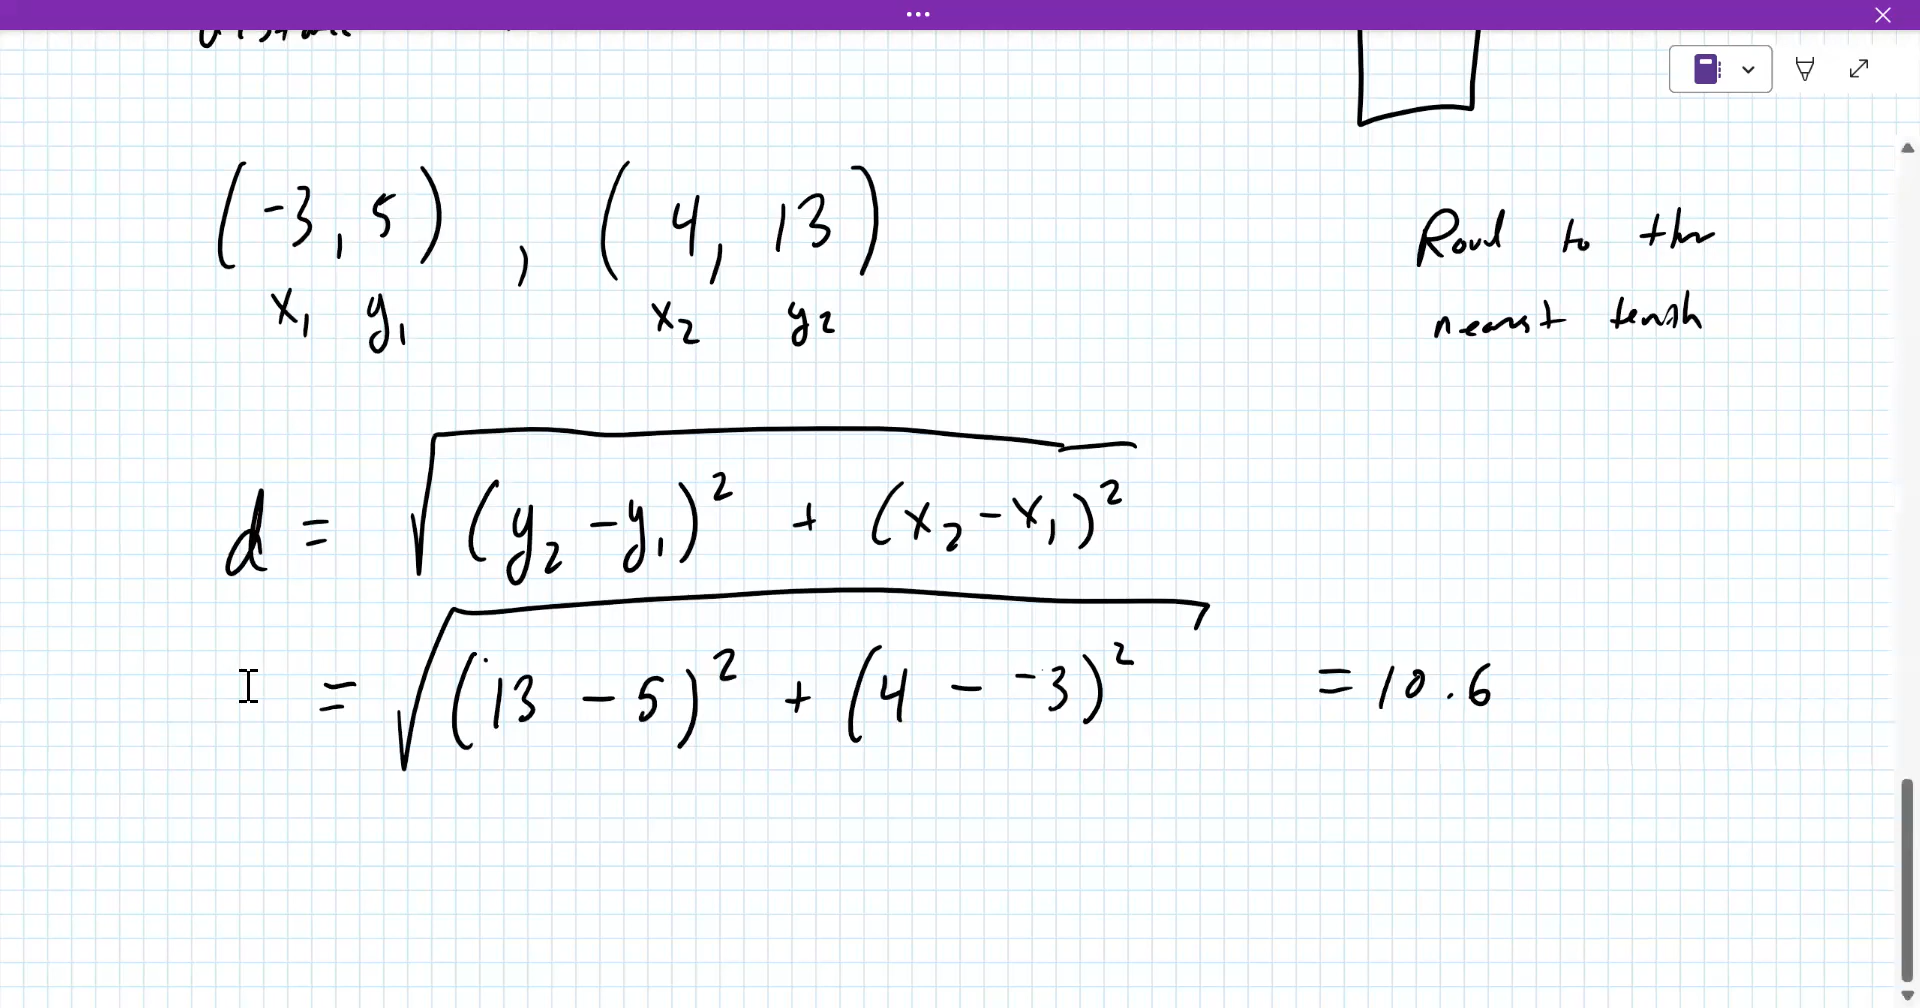 (-3, 5) , (4, 13)
x₁ y₁ x₂ y₂
Round to the
nearest tenth
d = √((y₂ - y₁)² + (x₂ - x₁)²)
= √((13 - 5)² + (4 - -3)²) = 10.6